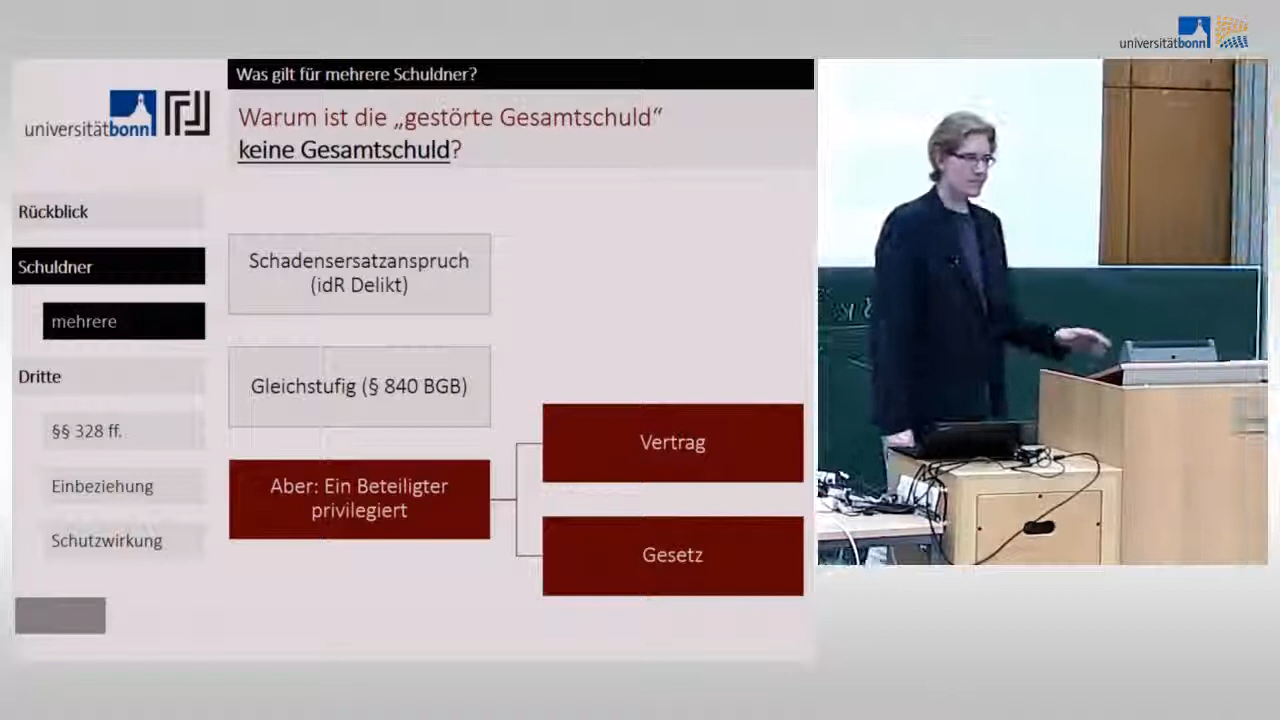 universitätbonn
Was gilt für mehrere Schuldner?
universitätbonn
Warum ist die „gestörte Gesamtschuld“
keine Gesamtschuld?
Rückblick
Schuldner
mehrere
Dritte
§§ 328 ff.
Einbeziehung
Schutzwirkung
Schadensersatzanspruch
(idR Delikt)
Gleichstufig (§ 840 BGB)
Aber: Ein Beteiligter
privilegiert
Vertrag
Gesetz